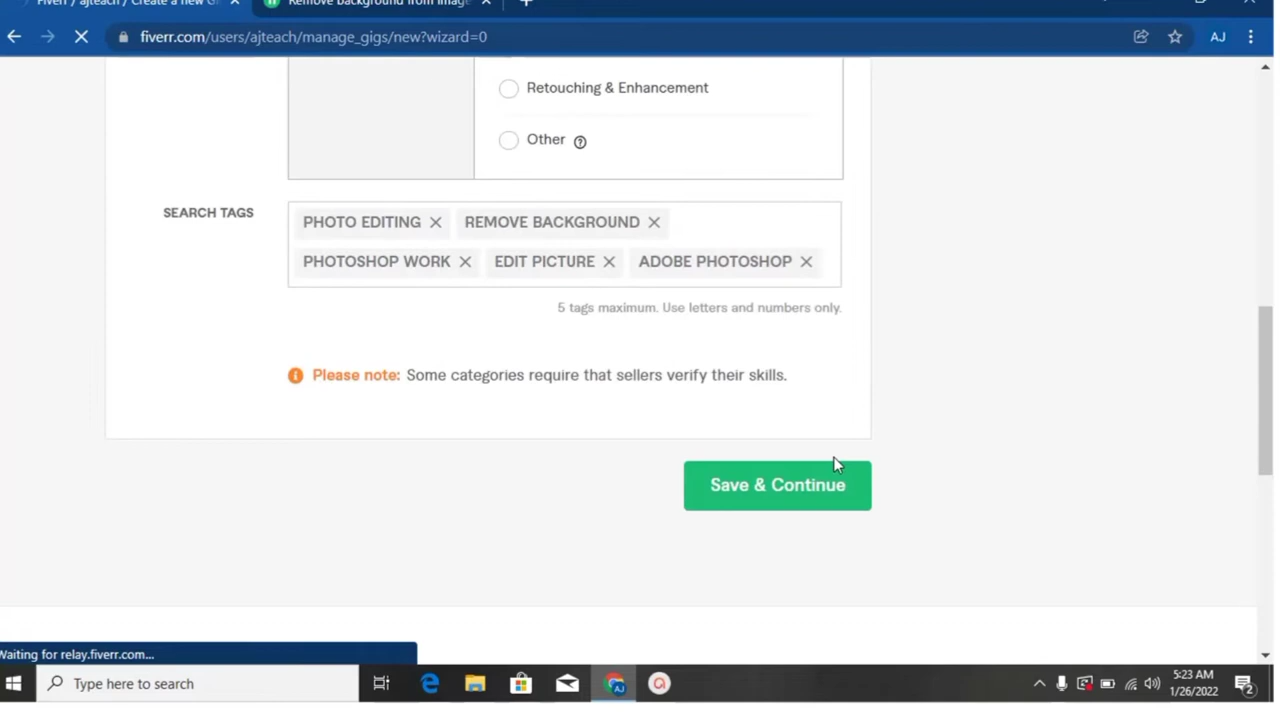 Fiverr / ajteach / Create a new G
Remove background from image
fiverr.com/users/ajteach/manage_gigs/new?wizard=0
AJ
Retouching & Enhancement
Other
SEARCH TAGS
PHOTO EDITING
REMOVE BACKGROUND
PHOTOSHOP WORK
EDIT PICTURE
ADOBE PHOTOSHOP
5 tags maximum. Use letters and numbers only.
Please note: Some categories require that sellers verify their skills.
Save & Continue
Waiting for relay.fiverr.com...
Type here to search
AJ
5:23 AM
1/26/2022
2